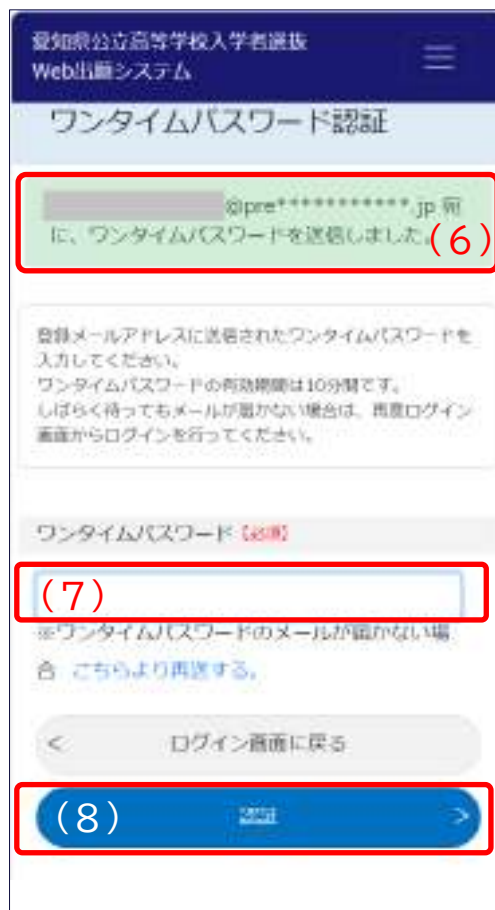 愛知県公立高等学校入学者選抜
Web出願システム
ワンタイムパスワード認証
@pre***********.jp 宛
に、ワンタイムパスワードを送信しました。
(6)
登録メールアドレスに送信されたワンタイムパスワードを
入力してください。
ワンタイムパスワードの有効期間は10分間です。
しばらく待ってもメールが届かない場合は、再度ログイン
画面からログインを行ってください。
ワンタイムパスワード【必須】
(7)
※ワンタイムパスワードのメールが届かない場
合 こちらより再送する。
< ログイン画面に戻る
(8) 認証 >